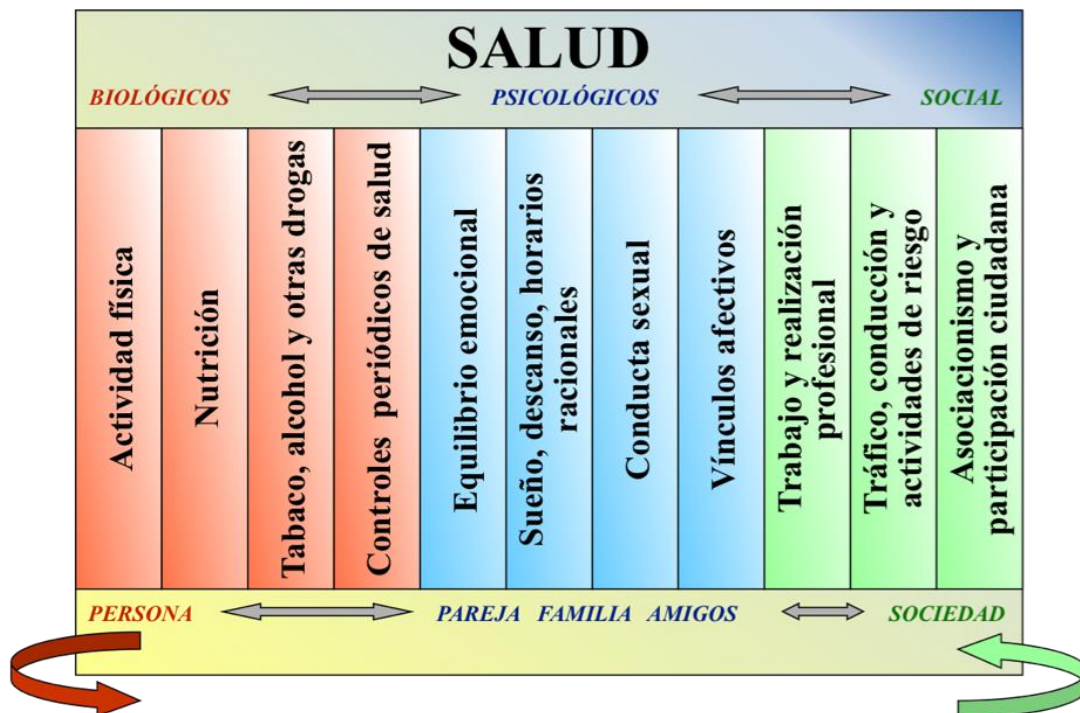 SALUD
BIOLÓGICOS PSICOLÓGICOS SOCIAL
Actividad física
Nutrición
Tabaco, alcohol y otras drogas
Controles periódicos de salud
Equilibrio emocional
Sueño, descanso, horarios
racionales
Conducta sexual
Vínculos afectivos
Trabajo y realización
profesional
Tráfico, conducción y
actividades de riesgo
Asociacionismo y
participación ciudadana
PERSONA PAREJA FAMILIA AMIGOS SOCIEDAD